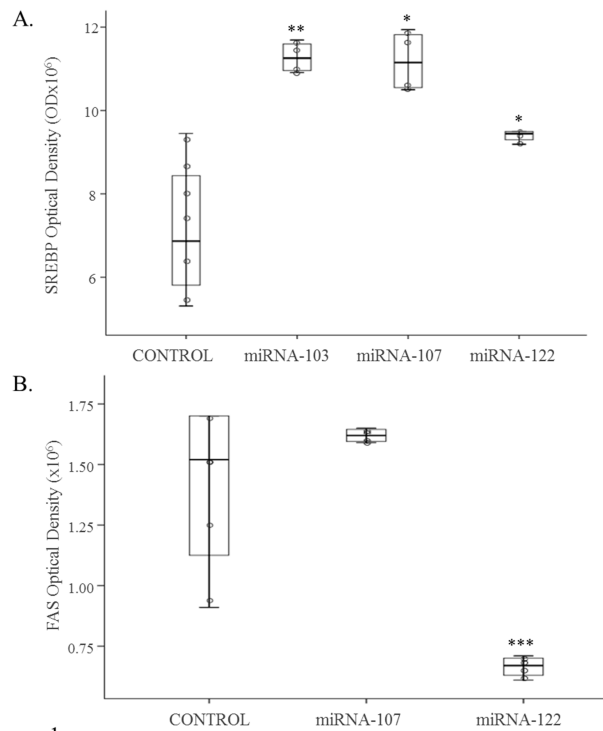 A.
SREBP Optical Density (ODx10⁶)
12
10
8
6
**
*
*
CONTROL miRNA-103 miRNA-107 miRNA-122
B.
FAS Optical Density (x10⁶)
1.75
1.50
1.25
1.00
0.75
***
CONTROL miRNA-107 miRNA-122